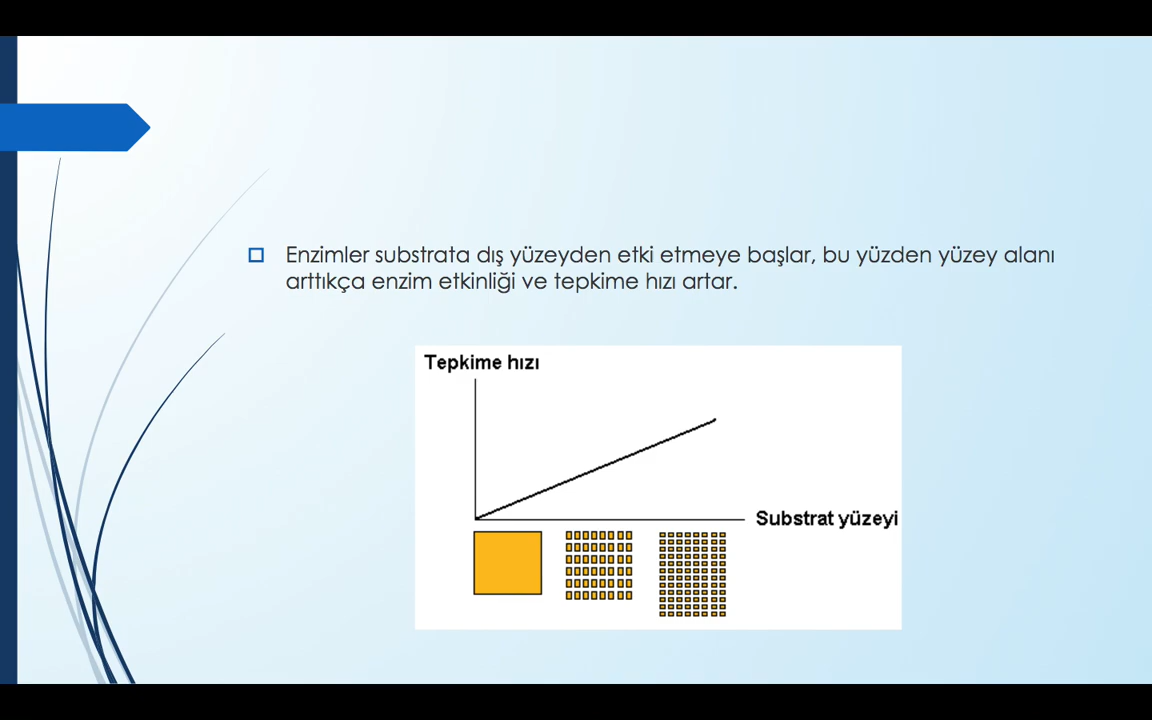 Enzimler substrata dış yüzeyden etki etmeye başlar, bu yüzden yüzey alanı
arttıkça enzim etkinliği ve tepkime hızı artar.
Tepkime hızı
Substrat yüzeyi